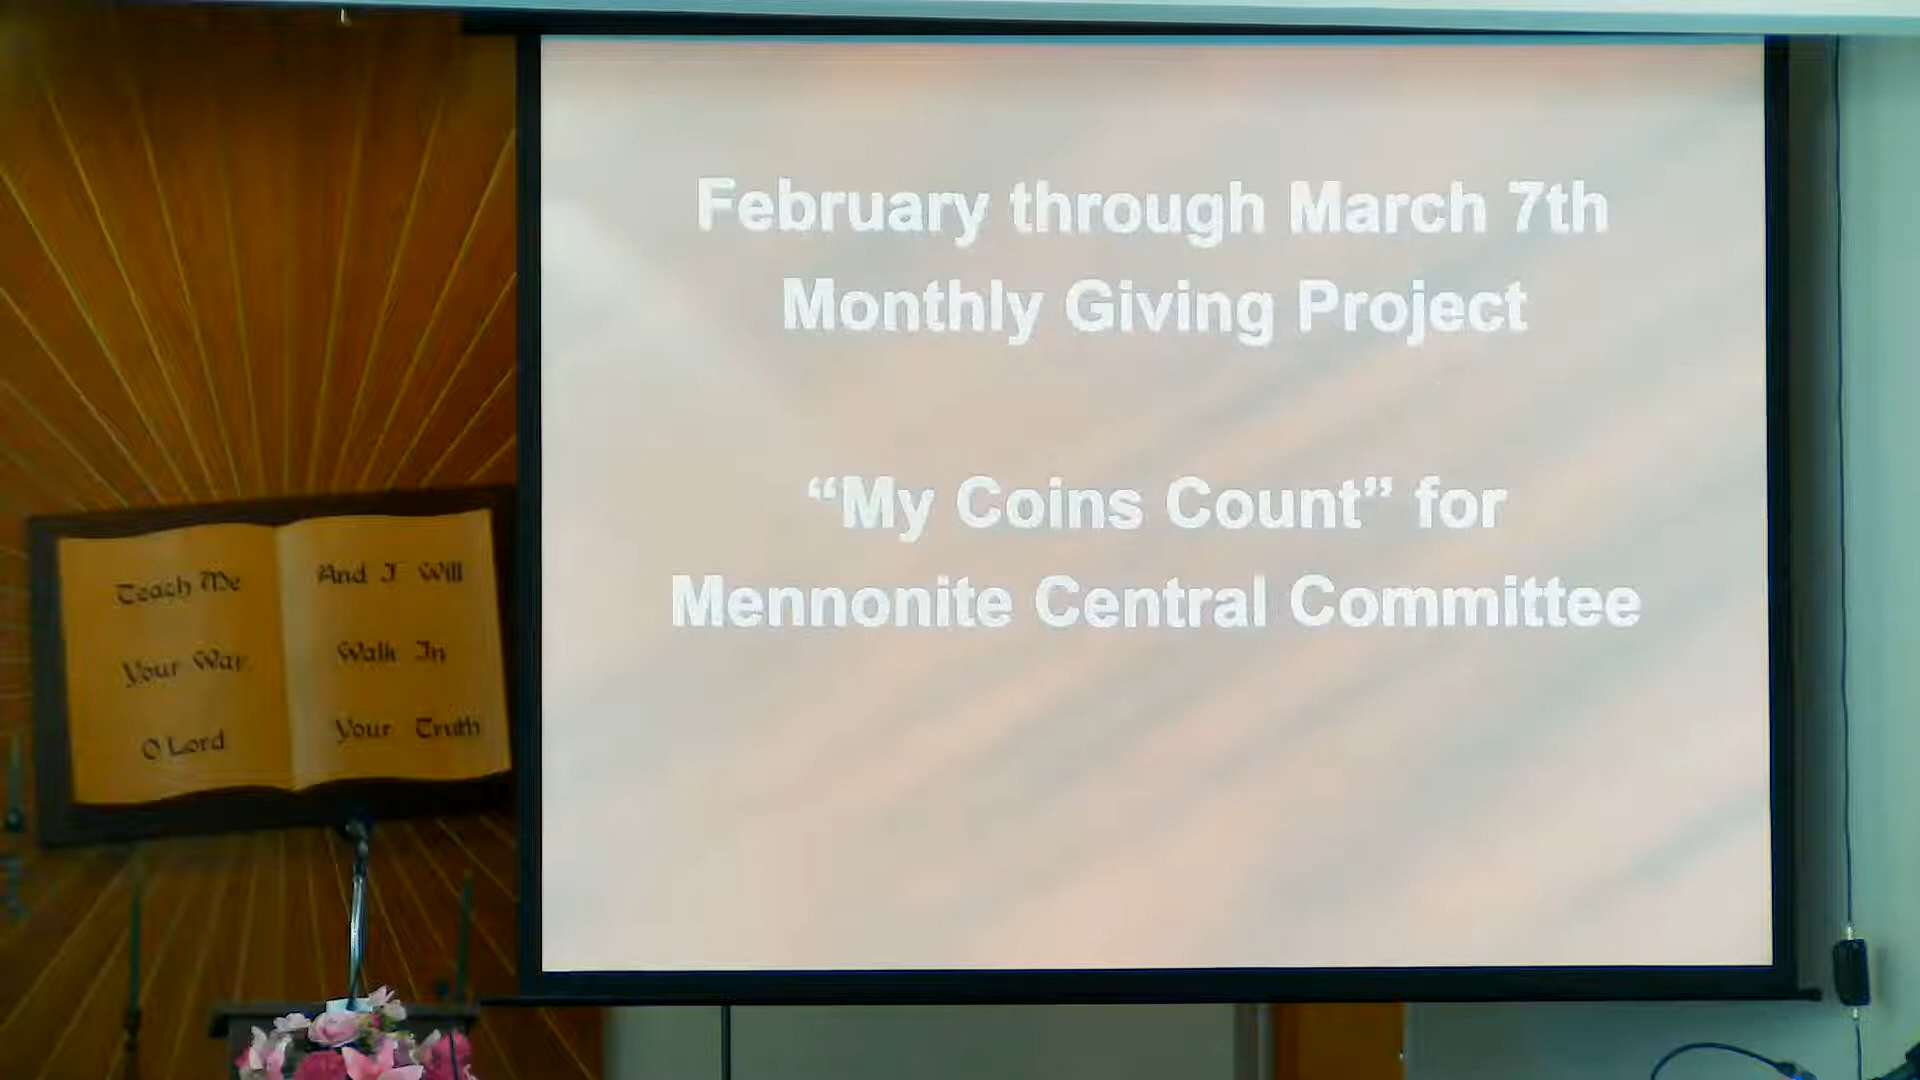 Teach Me
Your Way
O Lord
And I Will
Walk In
Your Truth
February through March 7th
Monthly Giving Project
“My Coins Count” for
Mennonite Central Committee